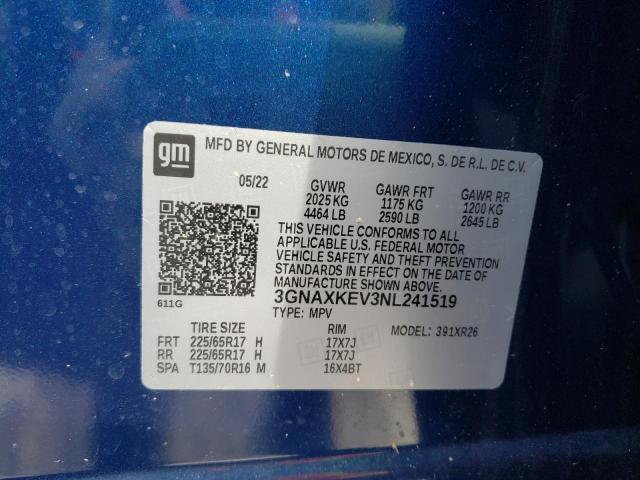 gm
MFD BY GENERAL MOTORS DE MEXICO, S. DE R.L. DE C.V.
05/22 GVWR GAWR FRT GAWR RR
2025 KG 1175 KG 1200 KG
4464 LB 2590 LB 2645 LB
THIS VEHICLE CONFORMS TO ALL
APPLICABLE U.S. FEDERAL MOTOR
VEHICLE SAFETY AND THEFT PREVENTION
STANDARDS IN EFFECT ON THE DATE OF
MANUFACTURE SHOWN ABOVE.
611G
3GNAXKEV3NL241519
TYPE: MPV
TIRE SIZE RIM MODEL: 391XR26
FRT 225/65R17 H 17X7J
RR 225/65R17 H 17X7J
SPA T135/70R16 M 16X4BT